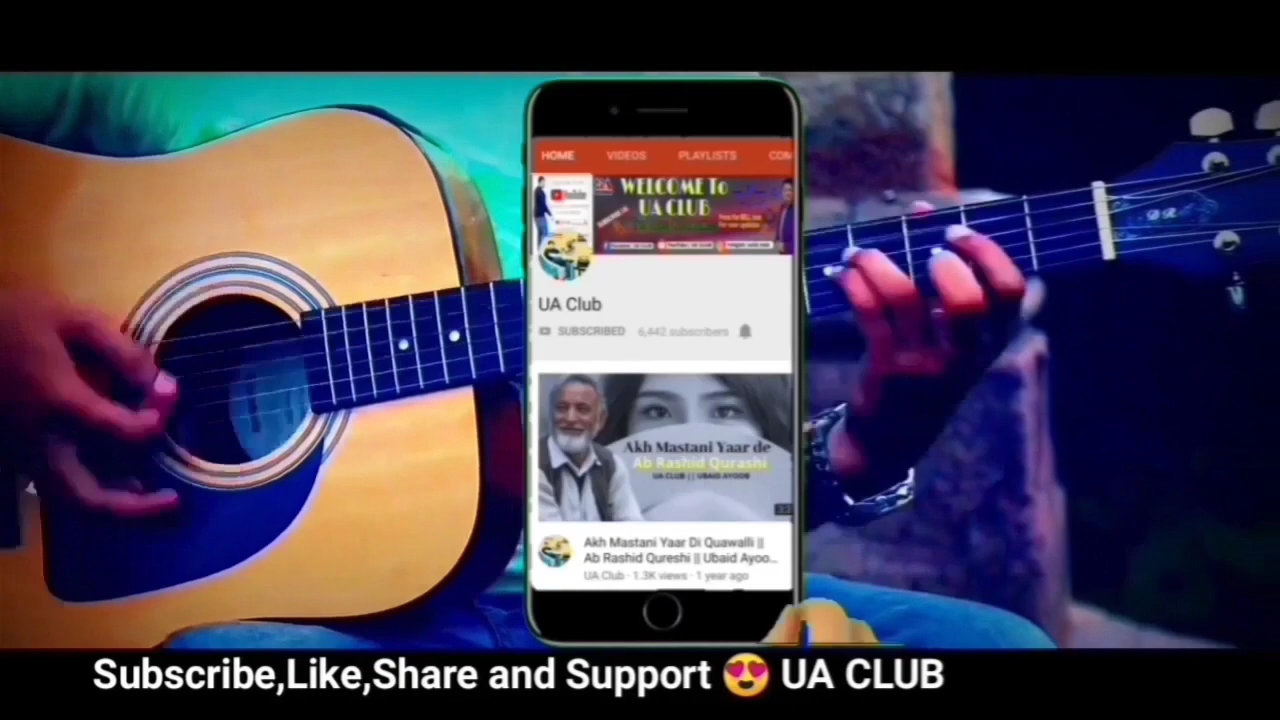 HOME VIDEOS PLAYLISTS COM
YouTube
WELCOME To
UA CLUB
UA Club
SUBSCRIBED 6,442 subscribers
Akh Mastani Yaar de
Ab Rashid Qurashi
UA CLUB || UBAID AYOOB
Akh Mastani Yaar Di Quawalli ||
Ab Rashid Qureshi || Ubaid Ayoo...
UA Club · 1.3K views · 1 year ago
Subscribe,Like,Share and Support 😍 UA CLUB